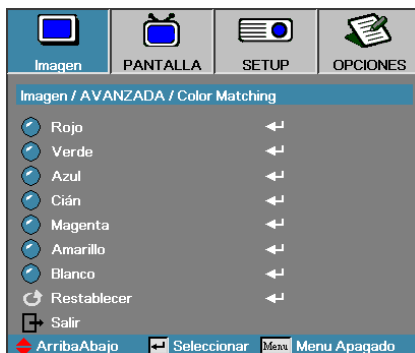 Imagen PANTALLA SETUP OPCIONES
Imagen / AVANZADA / Color Matching
Rojo
Verde
Azul
Cián
Magenta
Amarillo
Blanco
Restablecer
Salir
ArribaAbajo Seleccionar Menu Menu Apagado